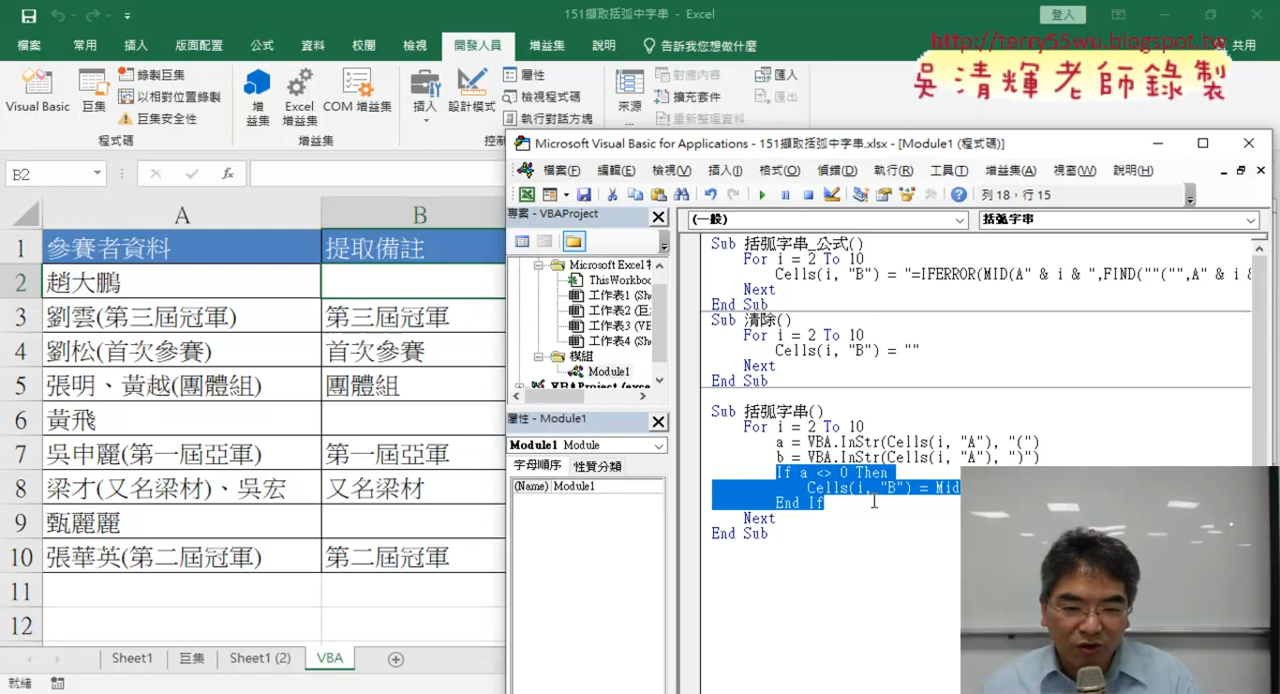 151擷取括弧中字串 - Excel
登入
檔案 常用 插入 版面配置 公式 資料 校閱 檢視 開發人員 增益集 說明 告訴我您想做什麼 共用
http://terry55wu.blogspot.tw
吳清輝老師錄製
Visual Basic
巨集
錄製巨集
以相對位置錄製
巨集安全性
程式碼
增益集
Excel 增益集
COM 增益集
增益集
插入
設計模式
屬性
檢視程式碼
執行對話方塊
來源
對應內容
擴充套件
重新整理資料
匯入
匯出
B2
fx
A B
1 參賽者資料 提取備註
2 趙大鵬
3 劉雲(第三屆冠軍) 第三屆冠軍
4 劉松(首次參賽) 首次參賽
5 張明、黃越(團體組) 團體組
6 黃飛
7 吳申麗(第一屆亞軍) 第一屆亞軍
8 梁才(又名梁材)、吳宏 又名梁材
9 甄麗麗
10 張華英(第二屆冠軍) 第二屆冠軍
11
12
Sheet1 巨集 Sheet1 (2) VBA
就緒
Microsoft Visual Basic for Applications - 151擷取括弧中字串.xlsx - [Module1 (程式碼)]
檔案(F) 編輯(E) 檢視(V) 插入(I) 格式(O) 偵錯(D) 執行(R) 工具(T) 增益集(A) 視窗(W) 說明(H)
列 18，行 15
專案 - VBAProject
Microsoft Excel
ThisWorkboo
工作表1 (Sh
工作表2 (巨
工作表3 (VE
工作表4 (Sh
模組
Module1
VBAProject (exce
屬性 - Module1
Module1 Module
字母順序 性質分類
(Name) Module1
(一般) 括弧字串
Sub 括弧字串_公式()
For i = 2 To 10
Cells(i, "B") = "=IFERROR(MID(A" & i & ",FIND(""("",A" & i &
Next
End Sub
Sub 清除()
For i = 2 To 10
Cells(i, "B") = ""
Next
End Sub
Sub 括弧字串()
For i = 2 To 10
a = VBA.InStr(Cells(i, "A"), "(")
b = VBA.InStr(Cells(i, "A"), ")")
If a <> 0 Then
Cells(i, "B") = Mid
End If
Next
End Sub